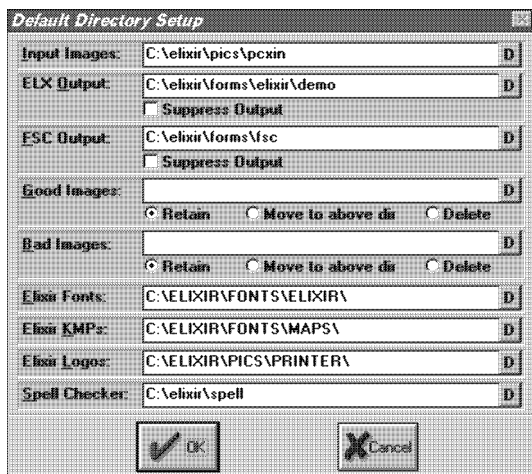 Default Directory Setup
Input Images: C:\elixir\pics\pcxin D
ELX Output: C:\elixir\forms\elixir\demo D
Suppress Output
FSC Output: C:\elixir\forms\fsc D
Suppress Output
Good Images: D
Retain Move to above dir Delete
Bad Images: D
Retain Move to above dir Delete
Elixir Fonts: C:\ELIXIR\FONTS\ELIXIR\ D
Elixir KMPs: C:\ELIXIR\FONTS\MAPS\ D
Elixir Logos: C:\ELIXIR\PICS\PRINTER\ D
Spell Checker: C:\elixir\spell D
OK Cancel